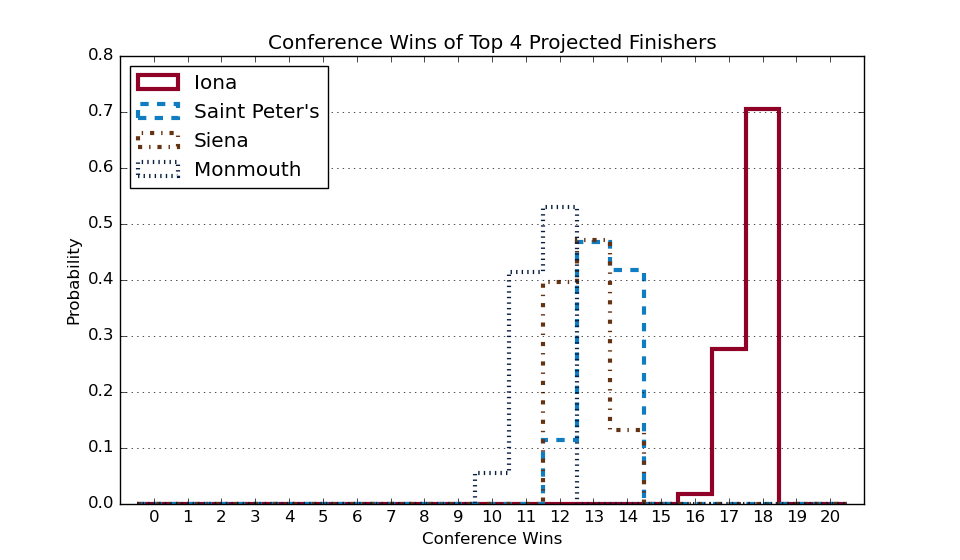 Conference Wins of Top 4 Projected Finishers
Iona
Saint Peter's
Siena
Monmouth
Probability
0.8
0.7
0.6
0.5
0.4
0.3
0.2
0.1
0.0
0 1 2 3 4 5 6 7 8 9 10 11 12 13 14 15 16 17 18 19 20
Conference Wins